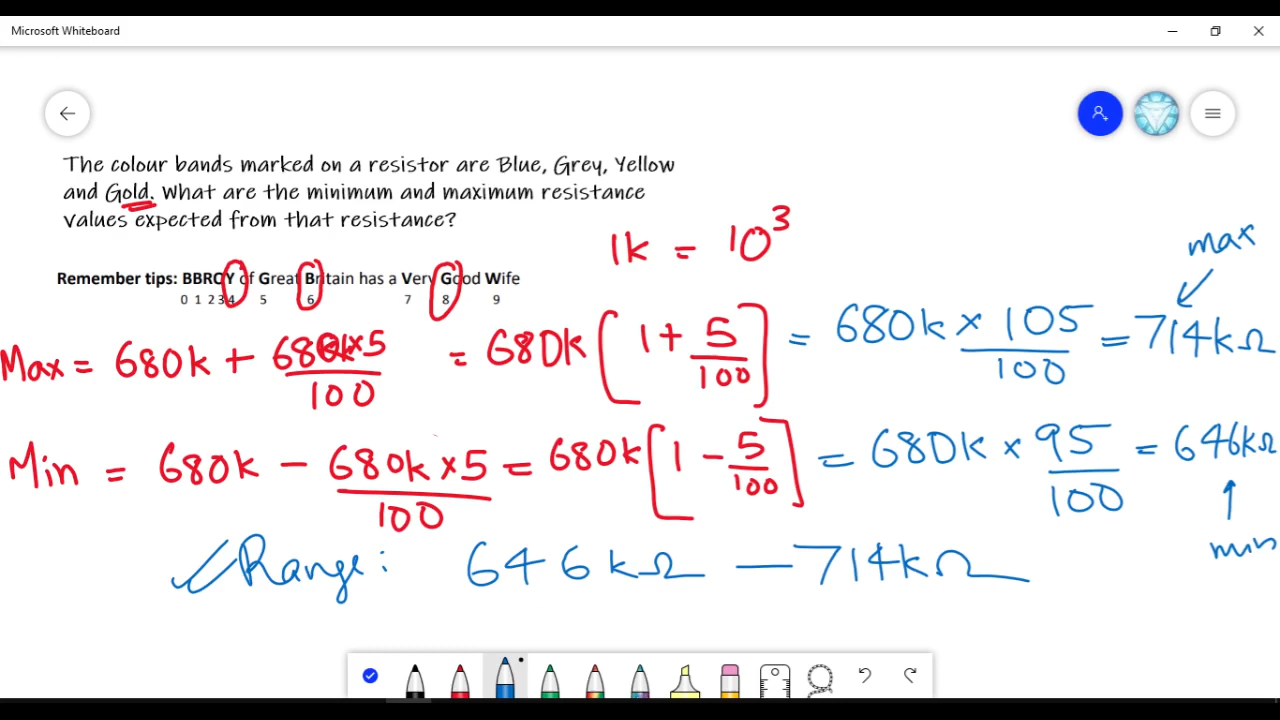 Microsoft Whiteboard
The colour bands marked on a resistor are Blue, Grey, Yellow
and Gold. What are the minimum and maximum resistance
values expected from that resistance?
1k = 10³
max
Remember tips: BBROY of Great Britain has a Very Good Wife
0 1 2 3 4 5 6 7 8 9
Max = 680k + 680k×5/100 = 680k [1 + 5/100] = 680k × 105/100 = 714kΩ
Min = 680k − 680k×5/100 = 680k [1 − 5/100] = 680k × 95/100 = 646kΩ
min
Range: 646kΩ — 714kΩ